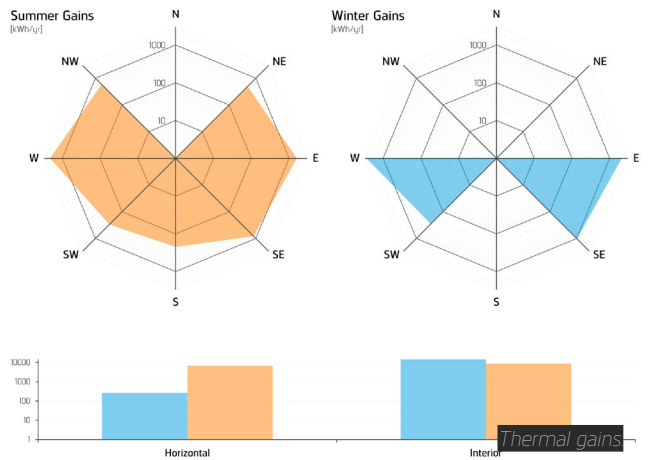 Summer Gains
[kWh/yr]
Winter Gains
[kWh/yr]
N
1000
100
10
NW
NE
W
E
SW
SE
S
N
1000
100
10
NW
NE
W
E
SW
SE
S
10000
1000
100
10
1
Horizontal
Interior
Thermal gains.